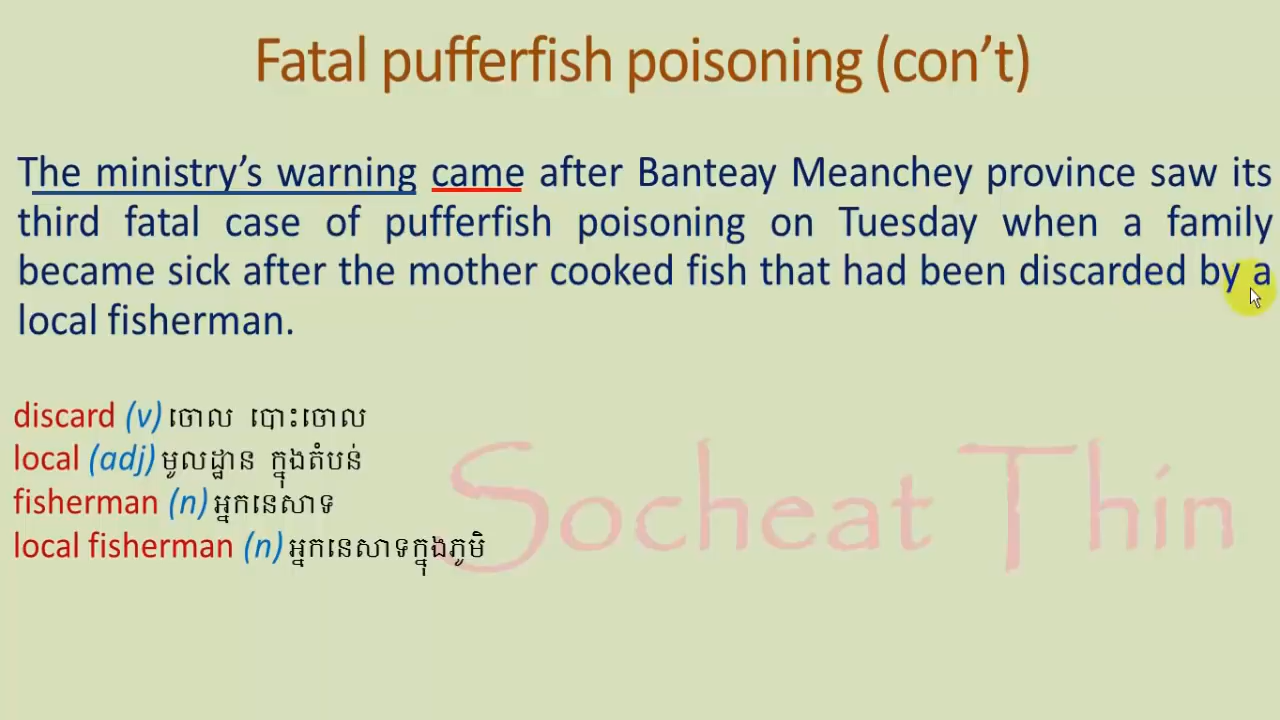 Fatal pufferfish poisoning (con’t)
The ministry’s warning came after Banteay Meanchey province saw its
third fatal case of pufferfish poisoning on Tuesday when a family
became sick after the mother cooked fish that had been discarded by a
local fisherman.
discard (v) ចោល បោះចោល
local (adj) មូលដ្ឋាន ក្នុងតំបន់
fisherman (n) អ្នកនេសាទ
local fisherman (n) អ្នកនេសាទក្នុងភូមិ
Socheat Thin